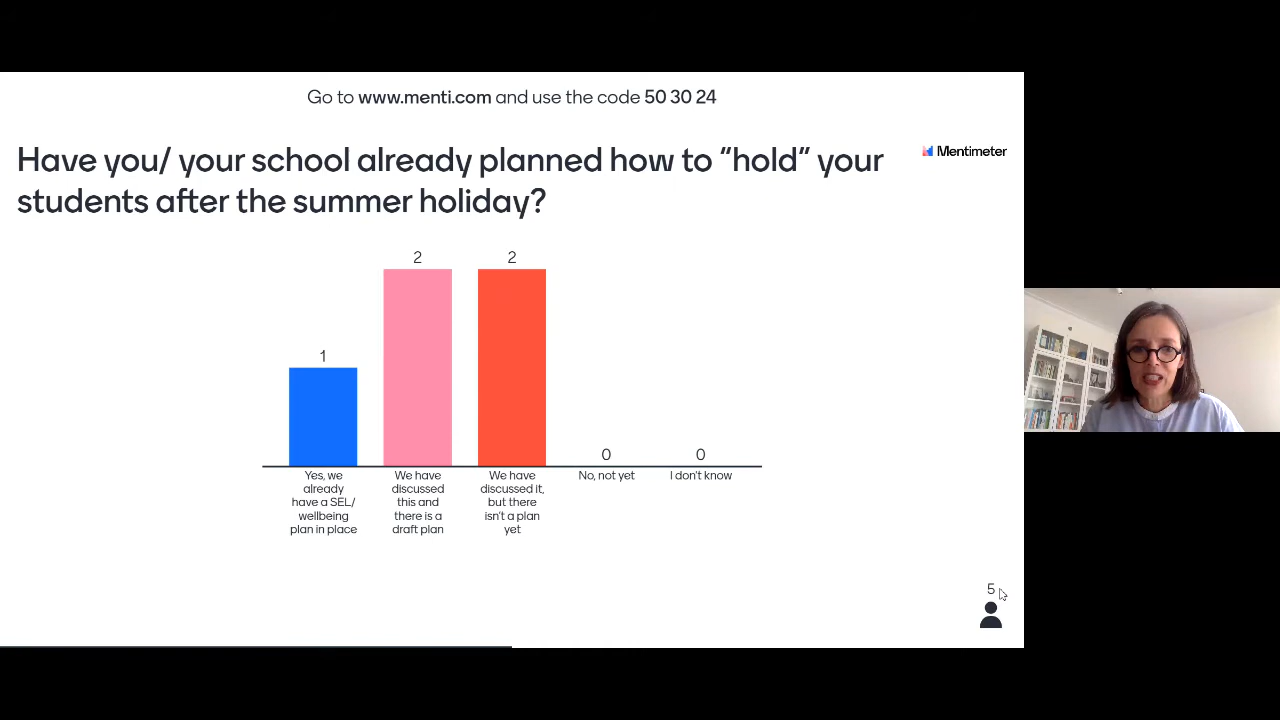 Go to www.menti.com and use the code 50 30 24
Have you/ your school already planned how to “hold” your
students after the summer holiday?
Mentimeter
1
2
2
0
0
Yes, we
already
have a SEL/
wellbeing
plan in place
We have
discussed
this and
there is a
draft plan
We have
discussed it,
but there
isn't a plan
yet
No, not yet
I don't know
5